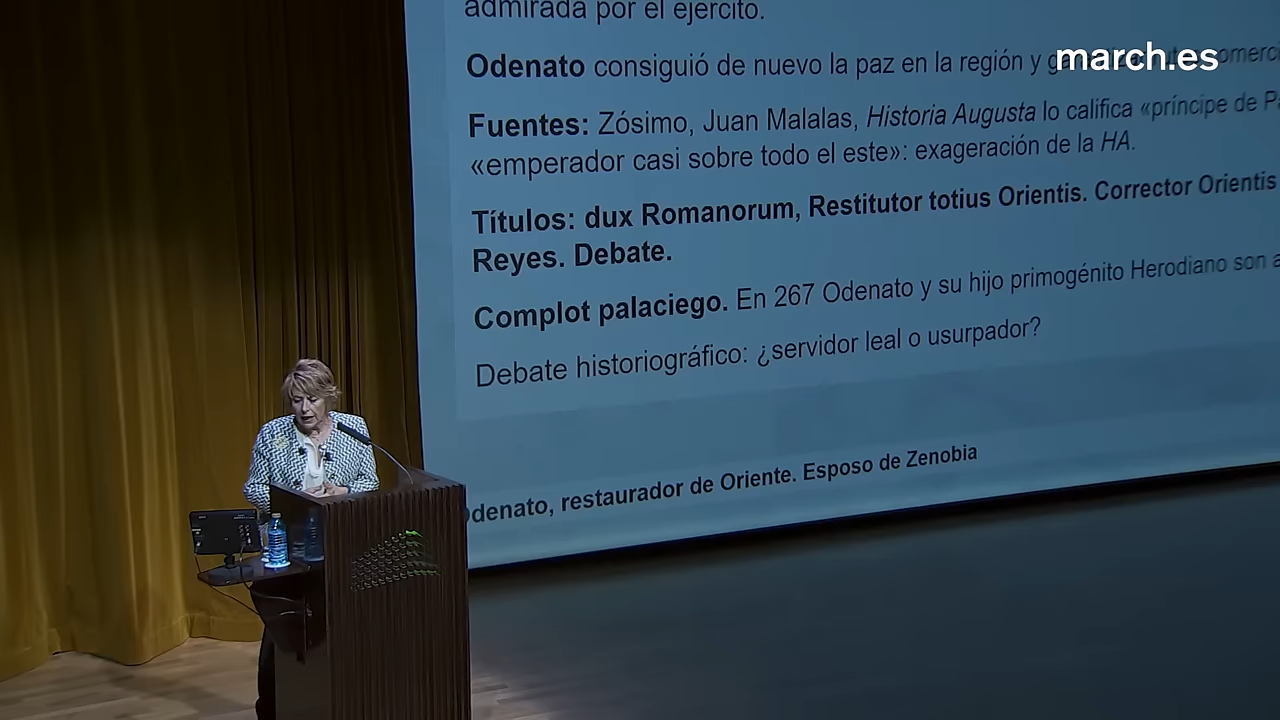 admirada por el ejército.
march.es
Odenato consiguió de nuevo la paz en la región y
Fuentes: Zósimo, Juan Malalas, Historia Augusta lo califica «príncipe de
«emperador casi sobre todo el este»: exageración de la HA.
Títulos: dux Romanorum, Restitutor totius Orientis. Corrector Orientis
Reyes. Debate.
Complot palaciego. En 267 Odenato y su hijo primogénito Herodiano son
Debate historiográfico: ¿servidor leal o usurpador?
Odenato, restaurador de Oriente. Esposo de Zenobia